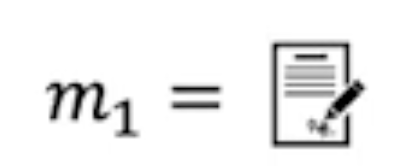 m₁ =